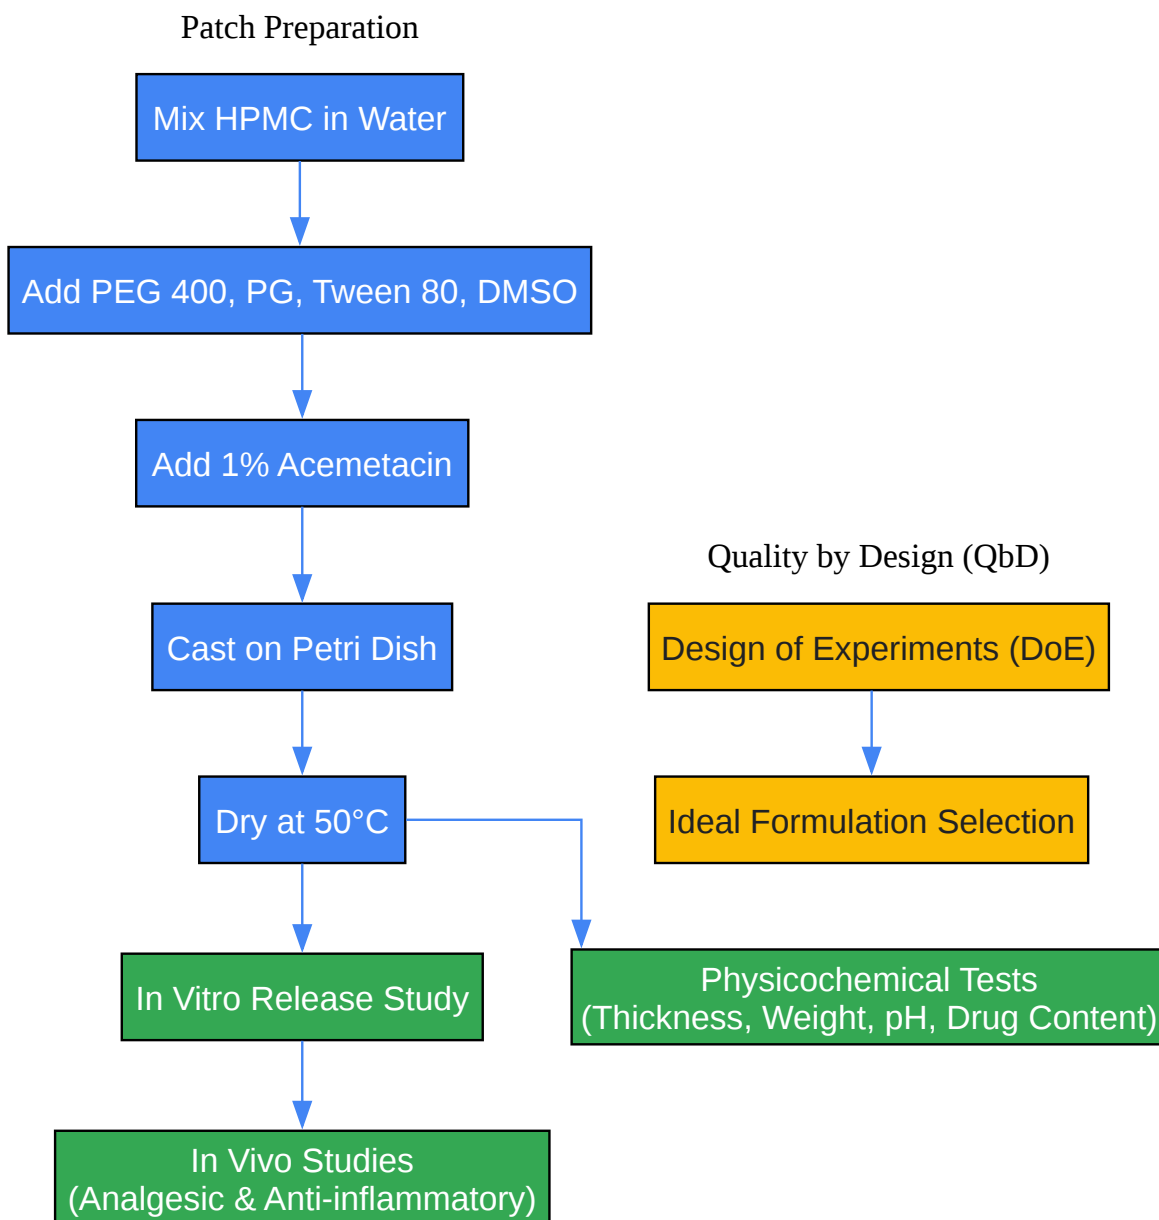 Patch Preparation
Mix HPMC in Water
Add PEG 400, PG, Tween 80, DMSO
Add 1% Acemetacin
Cast on Petri Dish
Dry at 50°C
In Vitro Release Study
In Vivo Studies
(Analgesic & Anti-inflammatory)
Physicochemical Tests
(Thickness, Weight, pH, Drug Content)
Quality by Design (QbD)
Design of Experiments (DoE)
Ideal Formulation Selection